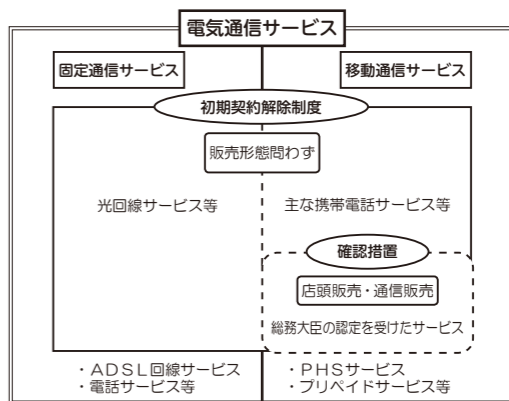 電気通信サービス
固定通信サービス
移動通信サービス
初期契約解除制度
販売形態問わず
光回線サービス等
主な携帯電話サービス等
確認措置
店頭販売・通信販売
総務大臣の認定を受けたサービス
・ＡＤＳＬ回線サービス
・電話サービス等
・ＰＨＳサービス
・プリペイドサービス等